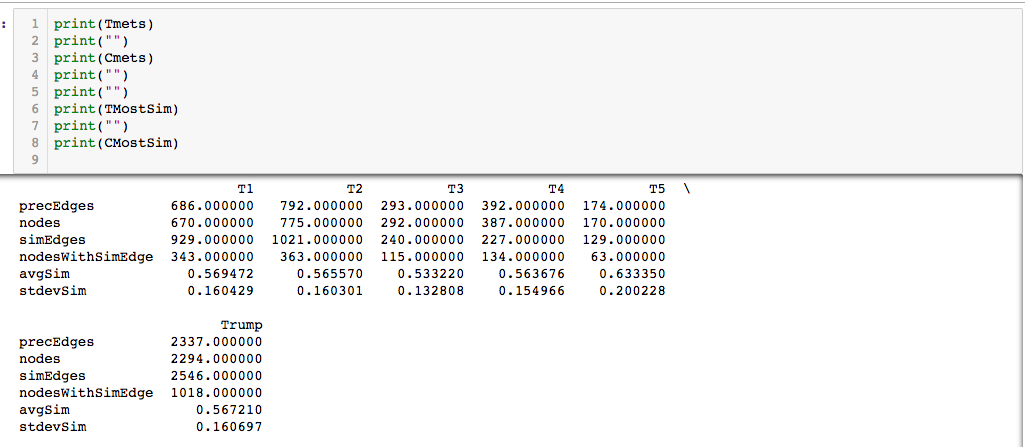 :
1 print(Tmets)
2 print("")
3 print(Cmets)
4 print("")
5 print("")
6 print(TMostSim)
7 print("")
8 print(CMostSim)
9
T1 T2 T3 T4 T5 \
precEdges 686.000000 792.000000 293.000000 392.000000 174.000000
nodes 670.000000 775.000000 292.000000 387.000000 170.000000
simEdges 929.000000 1021.000000 240.000000 227.000000 129.000000
nodesWithSimEdge 343.000000 363.000000 115.000000 134.000000 63.000000
avgSim 0.569472 0.565570 0.533220 0.563676 0.633350
stdevSim 0.160429 0.160301 0.132808 0.154966 0.200228
Trump
precEdges 2337.000000
nodes 2294.000000
simEdges 2546.000000
nodesWithSimEdge 1018.000000
avgSim 0.567210
stdevSim 0.160697